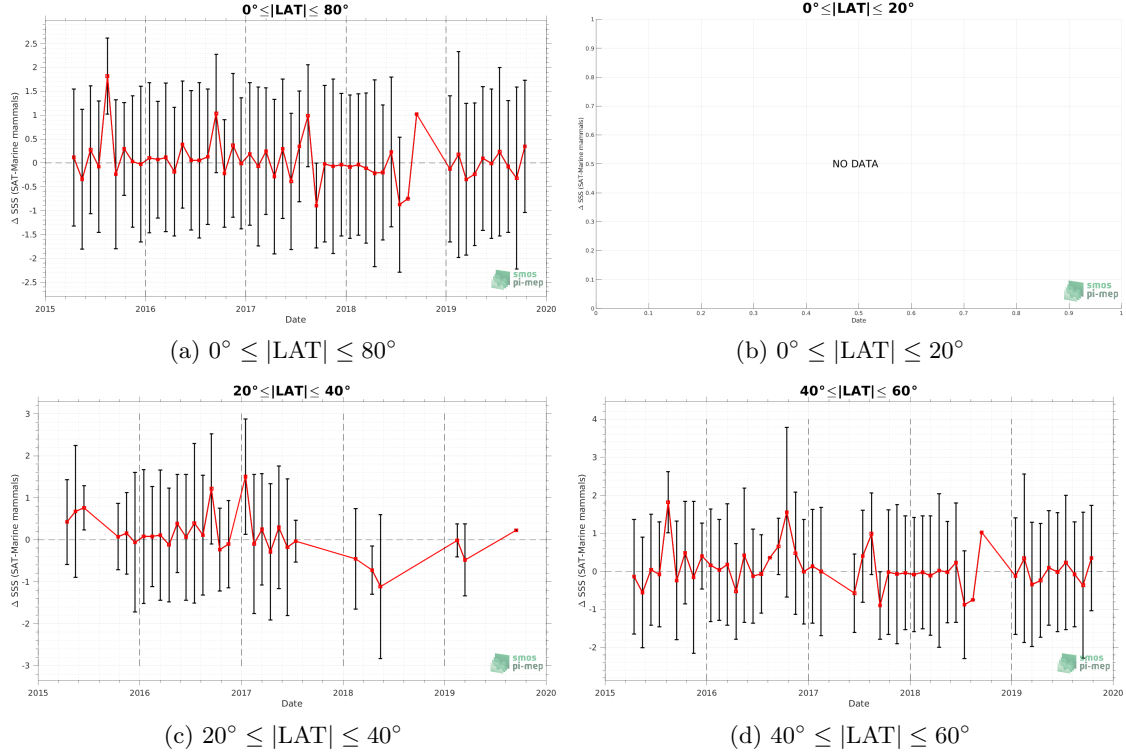 0°≤|LAT|≤ 80°
Δ SSS (SAT-Marine mammals)
2.5
2
1.5
1
0.5
0
-0.5
-1
-1.5
-2
-2.5
2015
2016
2017
2018
2019
2020
Date
smos
pi-mep
(a) 0° ≤ |LAT| ≤ 80°
0°≤|LAT|≤ 20°
Δ SSS (SAT-Marine mammals)
1
0.9
0.8
0.7
0.6
0.5
0.4
0.3
0.2
0.1
0
NO DATA
0
0.1
0.2
0.3
0.4
0.5
0.6
0.7
0.8
0.9
1
Date
smos
pi-mep
(b) 0° ≤ |LAT| ≤ 20°
20°≤|LAT|≤ 40°
Δ SSS (SAT-Marine mammals)
3
2
1
0
-1
-2
-3
2015
2016
2017
2018
2019
2020
Date
smos
pi-mep
(c) 20° ≤ |LAT| ≤ 40°
40°≤|LAT|≤ 60°
Δ SSS (SAT-Marine mammals)
4
3
2
1
0
-1
-2
2015
2016
2017
2018
2019
2020
Date
smos
pi-mep
(d) 40° ≤ |LAT| ≤ 60°